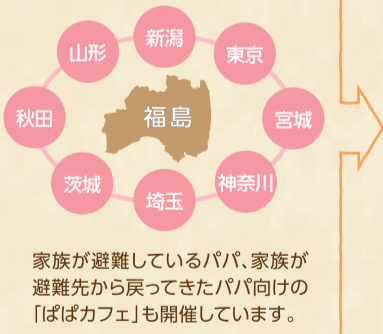 新潟
山形
東京
秋田
福島
宮城
茨城
神奈川
埼玉
家族が避難しているパパ、家族が
避難先から戻ってきたパパ向けの
「ぱぱカフェ」も開催しています。